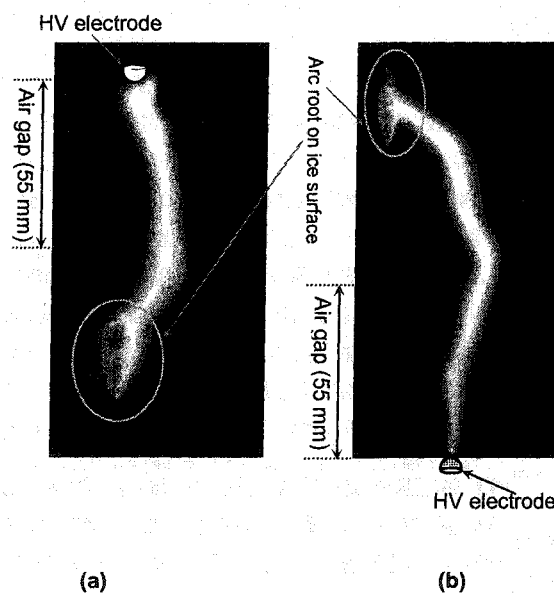 HV electrode
Air gap (55 mm)
Arc root on ice surface
Air gap (55 mm)
HV electrode
(a)
(b)